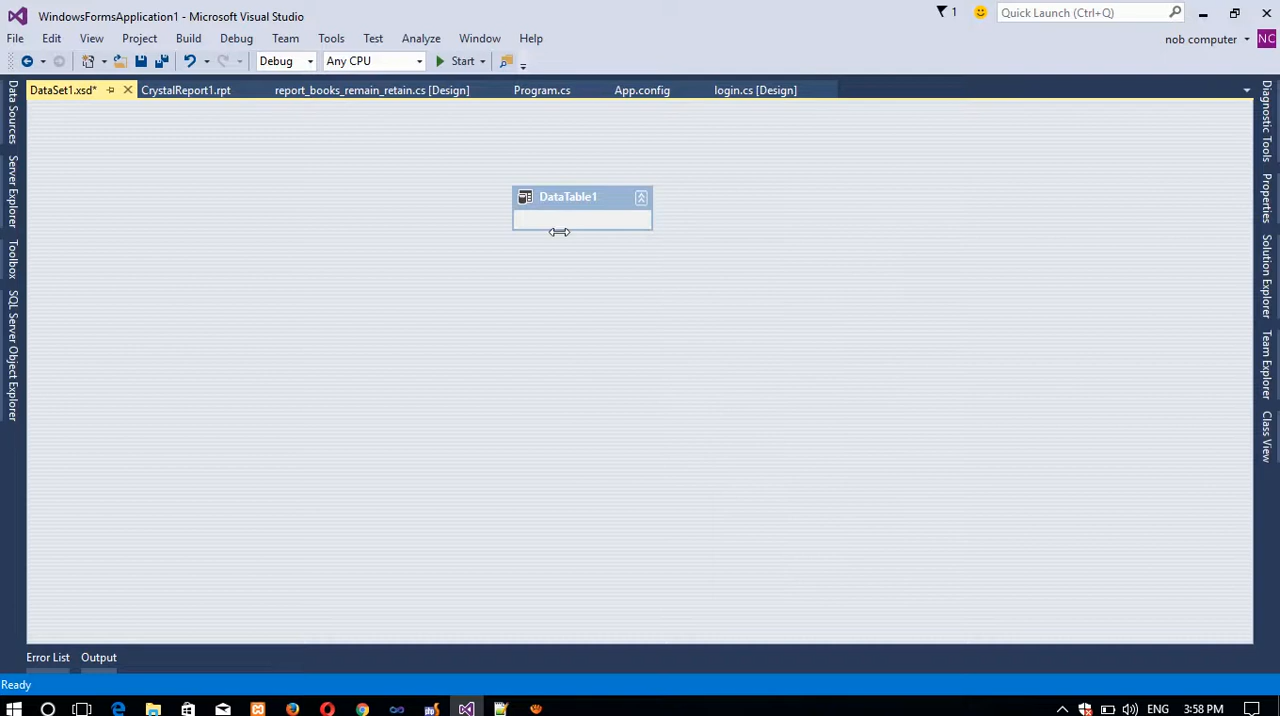 WindowsFormsApplication1 - Microsoft Visual Studio
1
Quick Launch (Ctrl+Q)
File Edit View Project Build Debug Team Tools Test Analyze Window Help
nob computer
NC
Debug
Any CPU
Start
DataSet1.xsd*
CrystalReport1.rpt
report_books_remain_retain.cs [Design]
Program.cs
App.config
login.cs [Design]
Data Sources
Server Explorer
Toolbox
SQL Server Object Explorer
DataTable1
Diagnostic Tools
Properties
Solution Explorer
Team Explorer
Class View
Error List
Output
Ready
ENG
3:58 PM